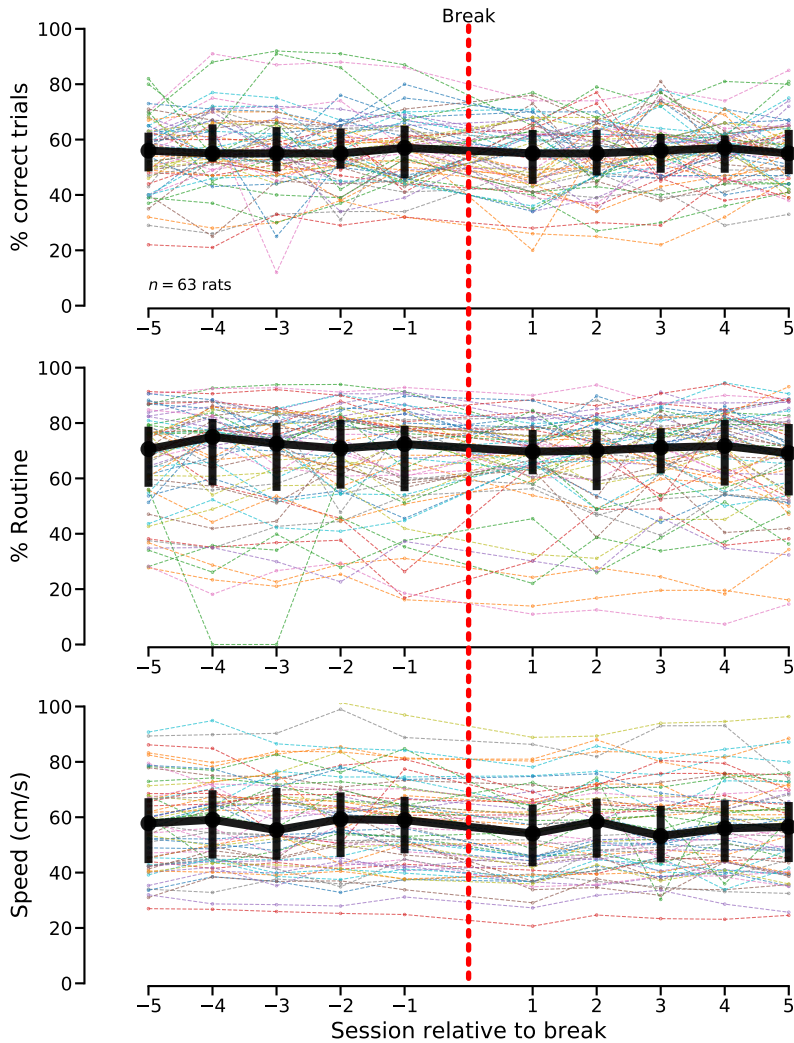 Break
100
80
60
40
20
0
% correct trials
n = 63 rats
−5 −4 −3 −2 −1 1 2 3 4 5
100
80
60
40
20
0
% Routine
−5 −4 −3 −2 −1 1 2 3 4 5
100
80
60
40
20
0
Speed (cm/s)
−5 −4 −3 −2 −1 1 2 3 4 5
Session relative to break